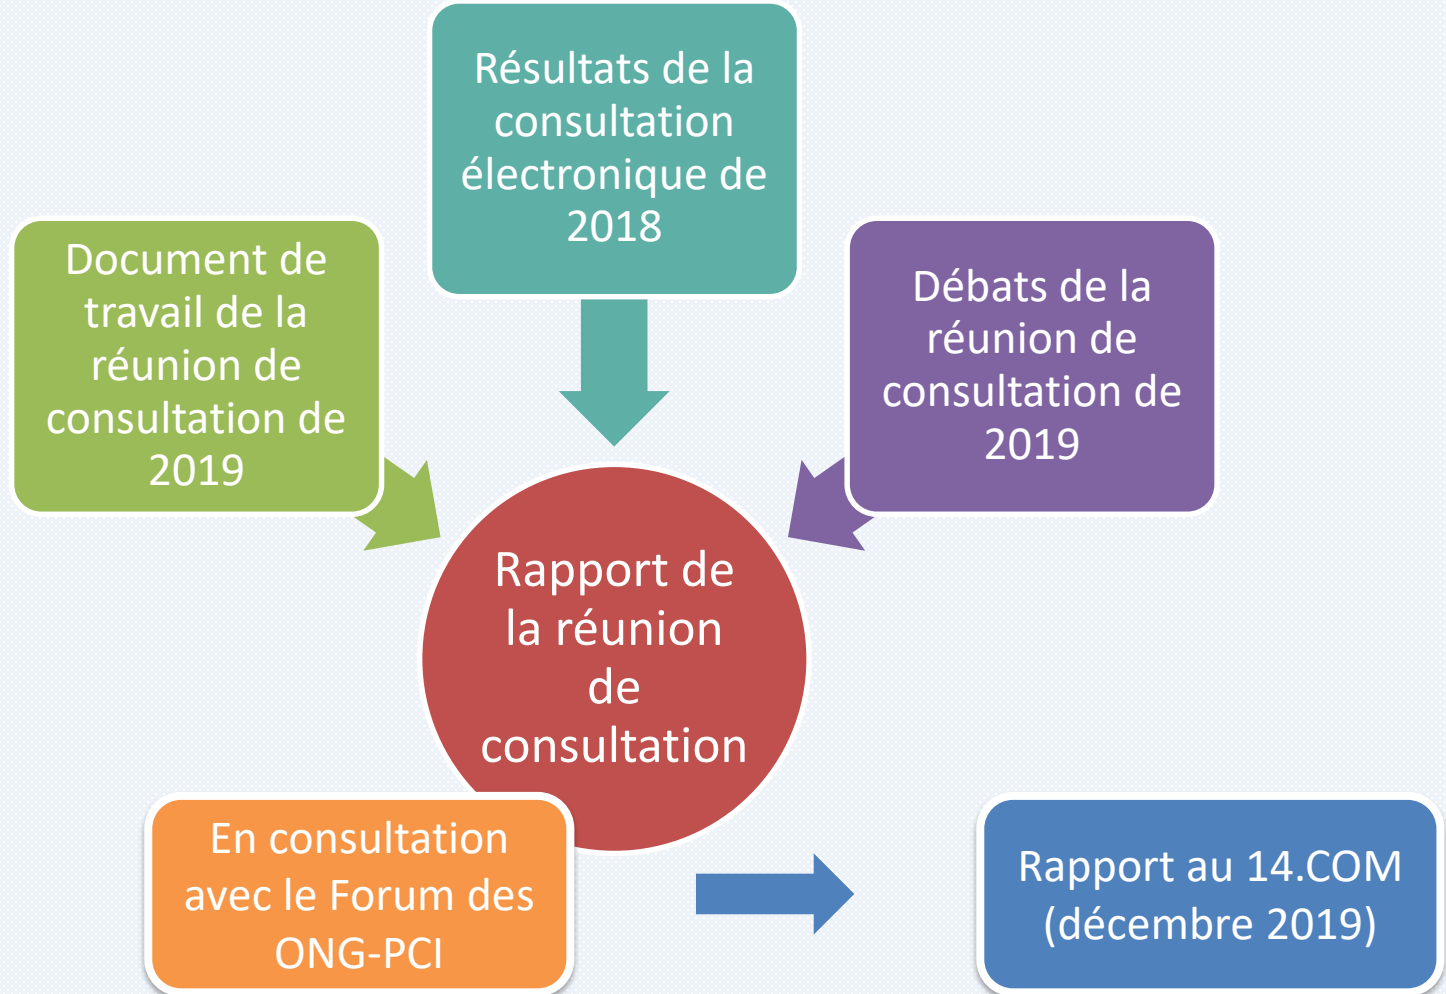 Résultats de la
consultation
électronique de
2018
Document de
travail de la
réunion de
consultation de
2019
Débats de la
réunion de
consultation de
2019
Rapport de
la réunion
de
consultation
En consultation
avec le Forum des
ONG-PCI
Rapport au 14.COM
(décembre 2019)